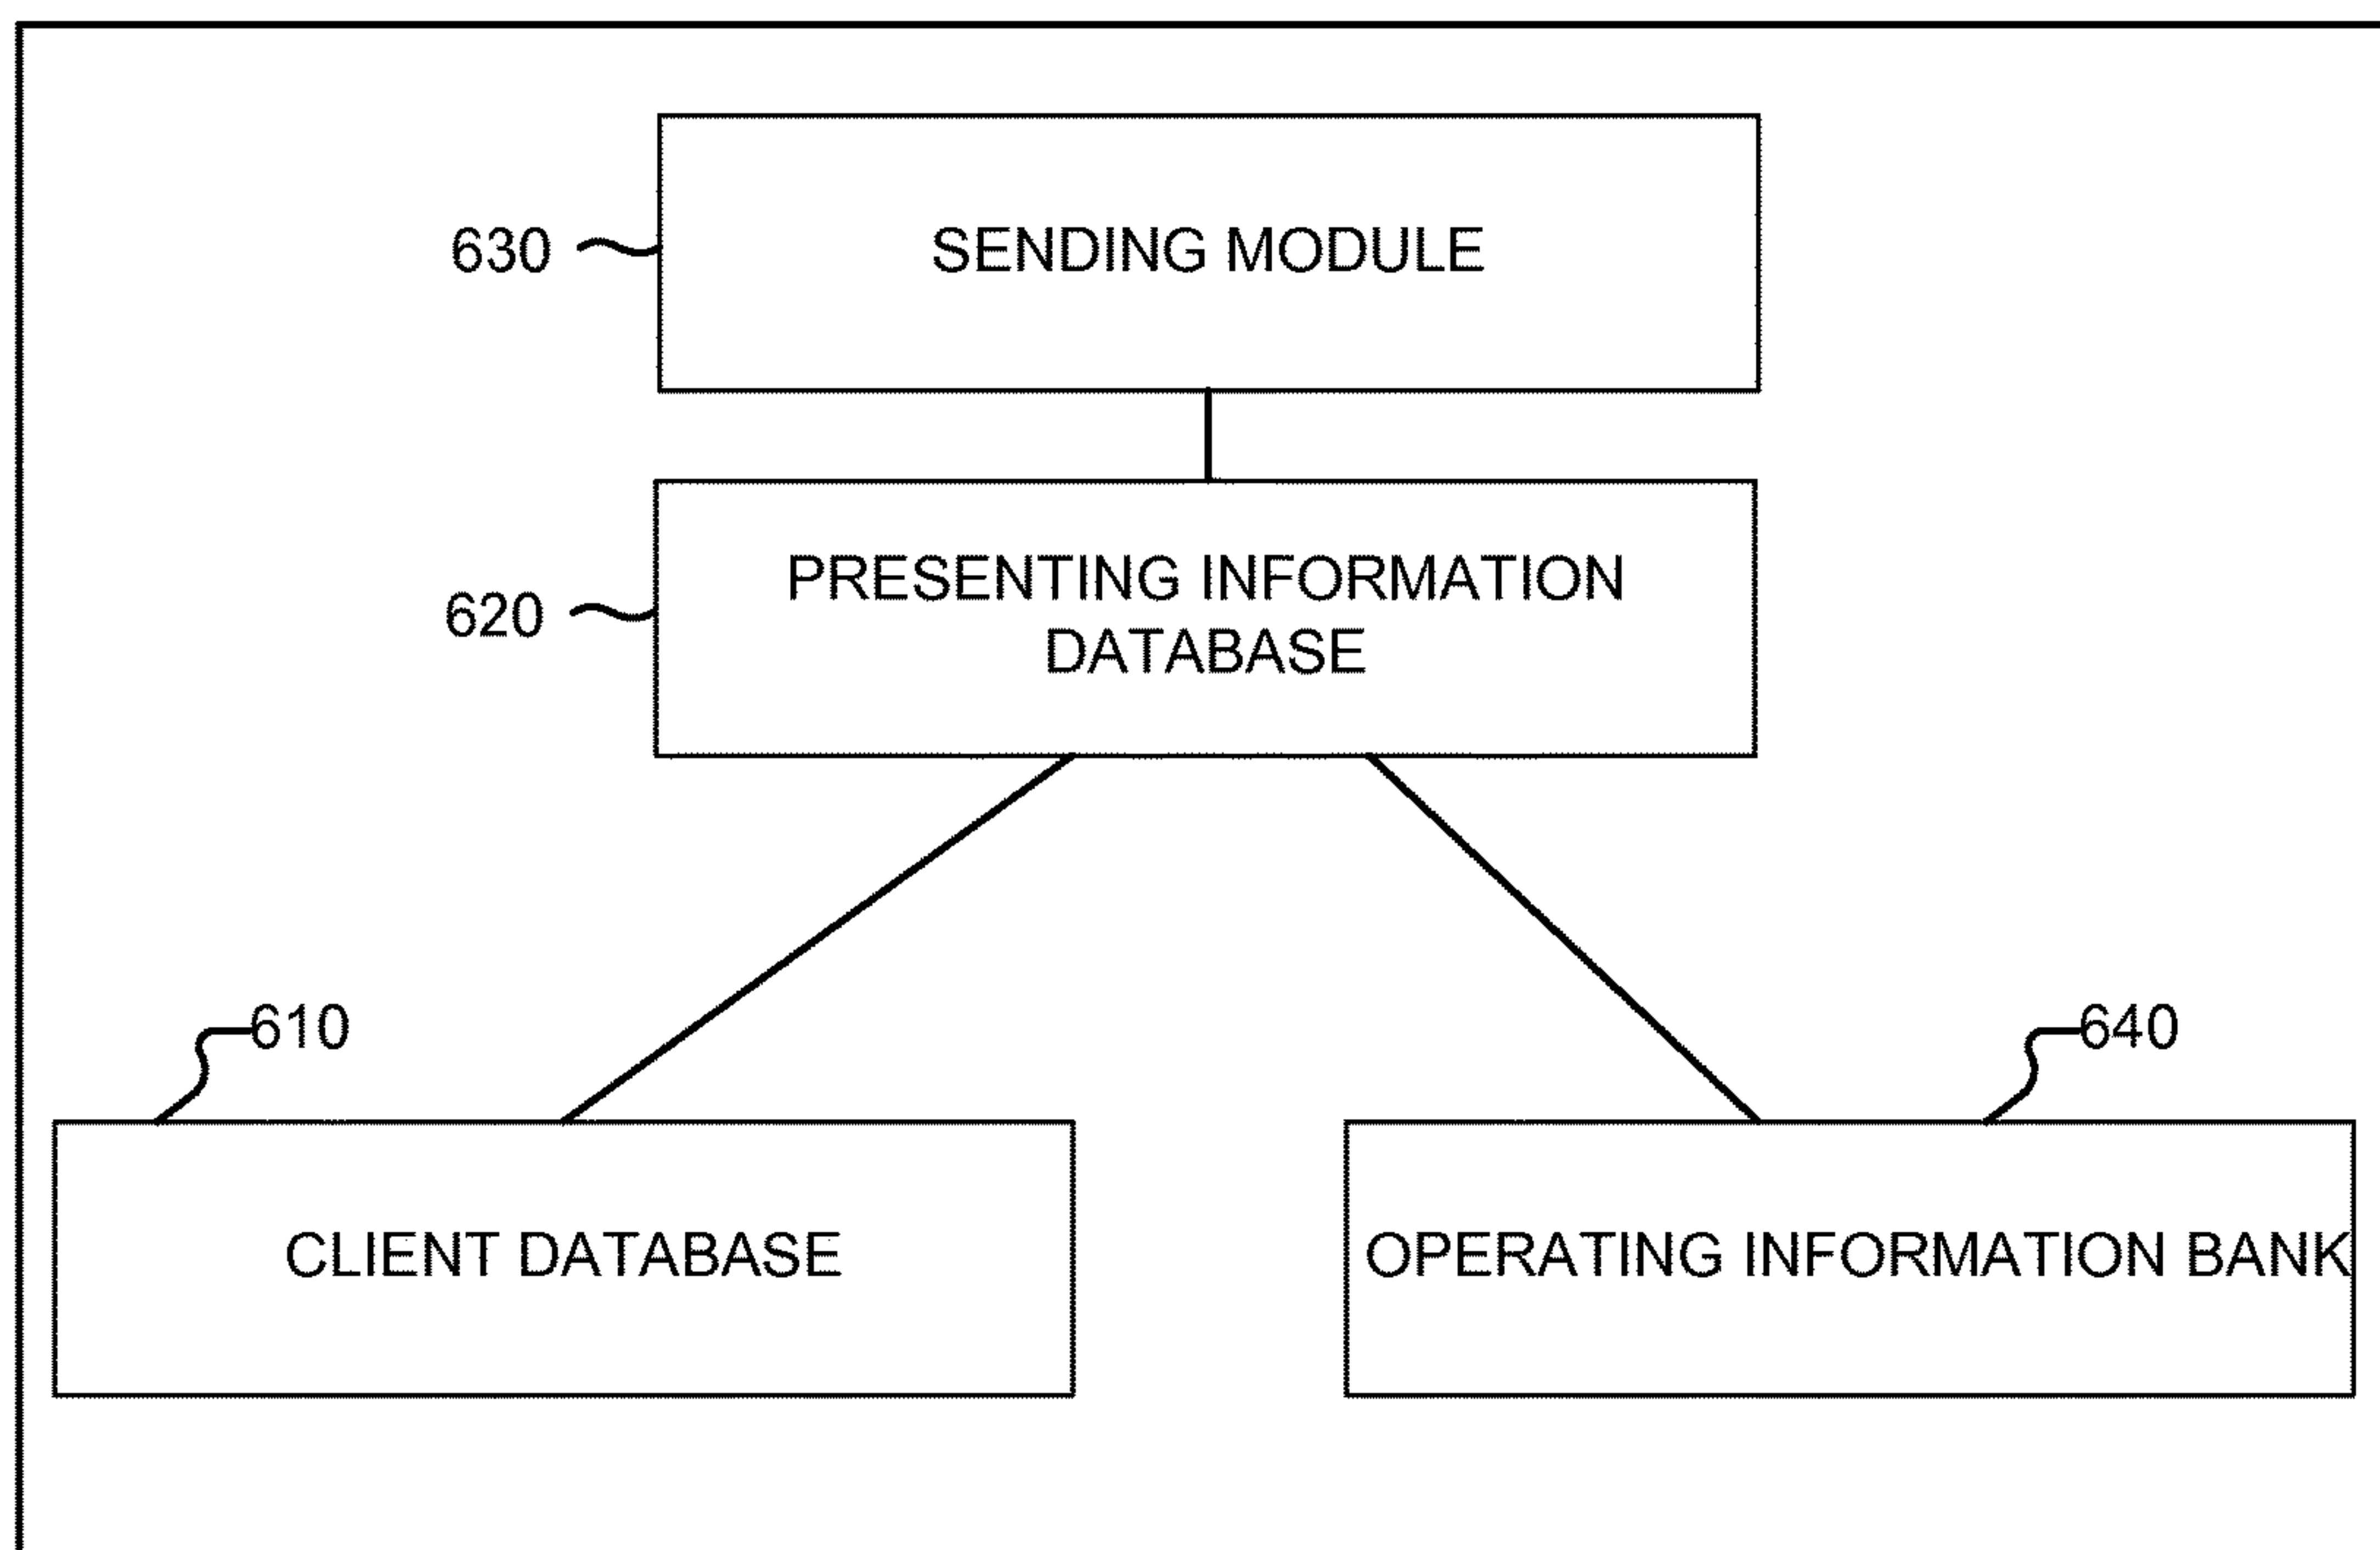 630
SENDING MODULE
620
PRESENTING INFORMATION
DATABASE
610
640
CLIENT DATABASE
OPERATING INFORMATION BANK